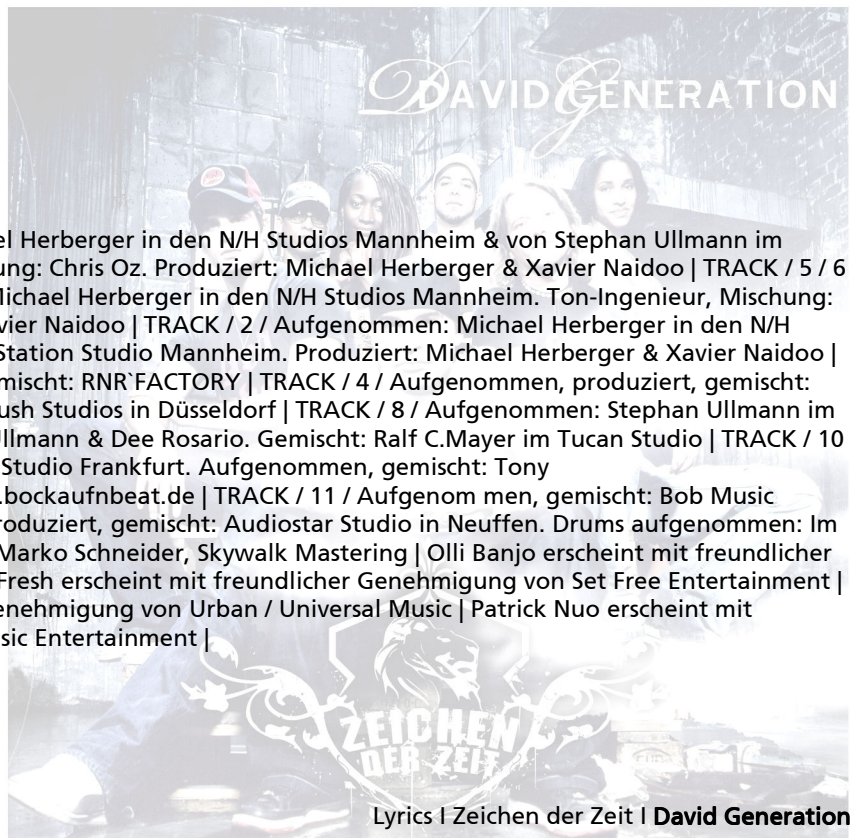 DAVID GENERATION
el Herberger in den N/H Studios Mannheim & von Stephan Ullmann im
ung: Chris Oz. Produziert: Michael Herberger & Xavier Naidoo | TRACK / 5 / 6
Michael Herberger in den N/H Studios Mannheim. Ton-Ingenieur, Mischung:
vier Naidoo | TRACK / 2 / Aufgenommen: Michael Herberger in den N/H
Station Studio Mannheim. Produziert: Michael Herberger & Xavier Naidoo |
mischt: RNR`FACTORY | TRACK / 4 / Aufgenommen, produziert, gemischt:
ush Studios in Düsseldorf | TRACK / 8 / Aufgenommen: Stephan Ullmann im
Ullmann & Dee Rosario. Gemischt: Ralf C.Mayer im Tucan Studio | TRACK / 10
Studio Frankfurt. Aufgenommen, gemischt: Tony
.bockaufnbeat.de | TRACK / 11 / Aufgenom men, gemischt: Bob Music
roduziert, gemischt: Audiostar Studio in Neuffen. Drums aufgenommen: Im
Marko Schneider, Skywalk Mastering | Olli Banjo erscheint mit freundlicher
Fresh erscheint mit freundlicher Genehmigung von Set Free Entertainment |
enehmigung von Urban / Universal Music | Patrick Nuo erscheint mit
sic Entertainment |
ZEICHEN
DER ZEIT
Lyrics I Zeichen der Zeit I David Generation